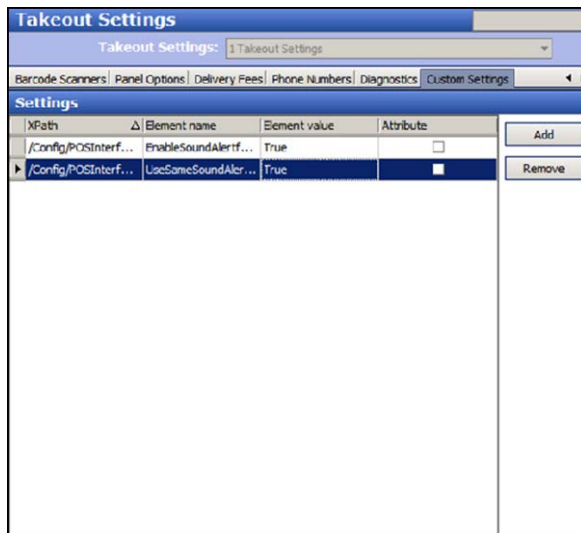 Takeout Settings
Takeout Settings: 1 Takeout Settings
Barcode Scanners Panel Options Delivery Fees Phone Numbers Diagnostics Custom Settings
Settings
XPath Element name Element value Attribute
/Config/POSInterf... EnableSoundAlertf... True
/Config/POSInterf... UseSameSoundAler... True
Add
Remove